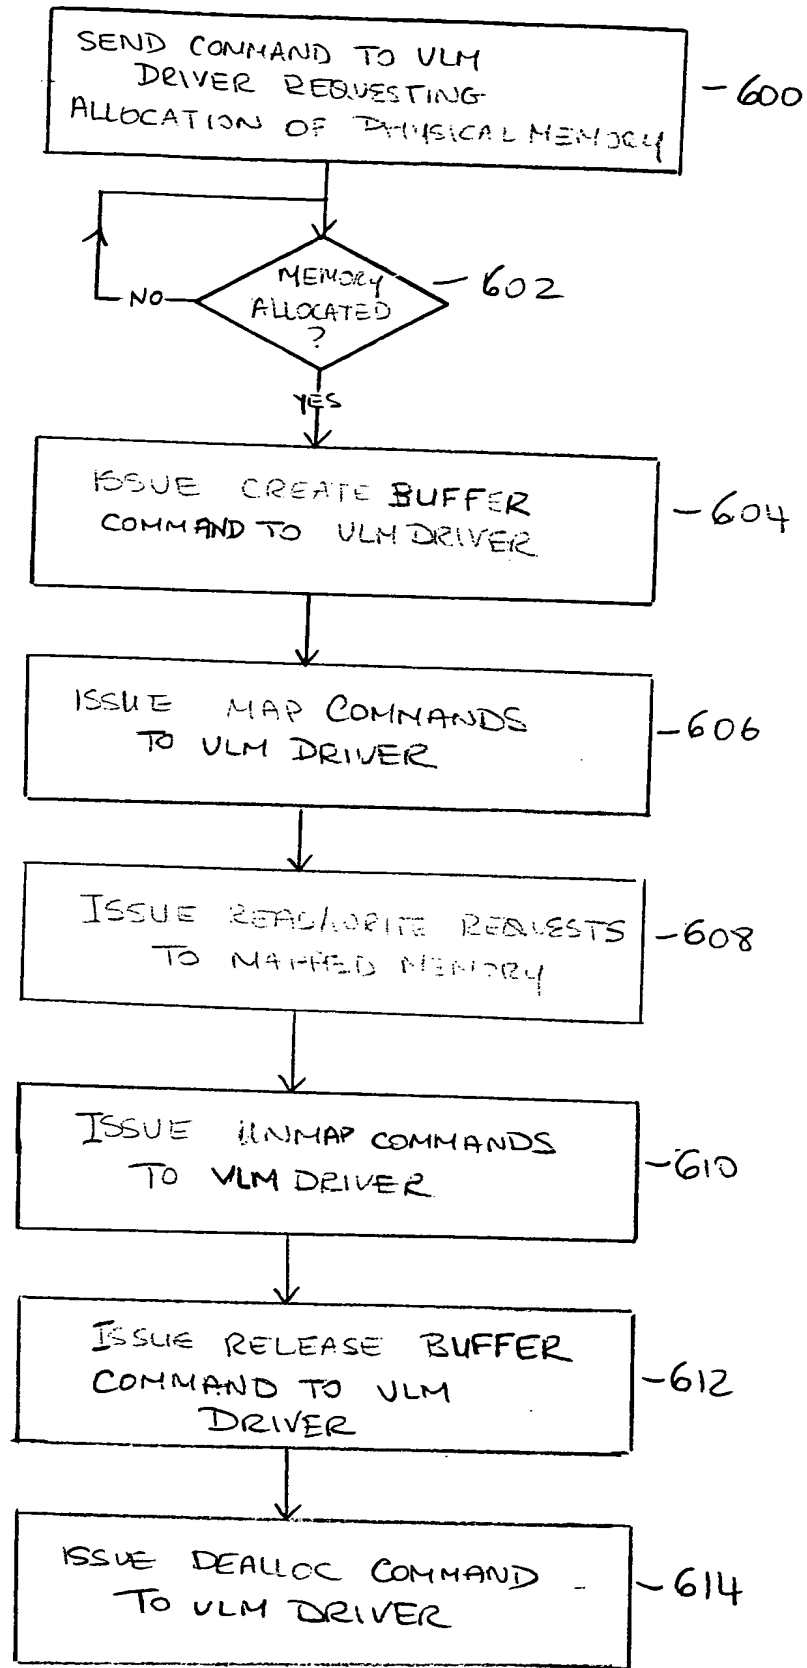 SEND COMMAND TO VLM
DRIVER REQUESTING
ALLOCATION OF PHYSICAL MEMORY
-600
MEMORY
ALLOCATED
?
-602
NO
YES
ISSUE CREATE BUFFER
COMMAND TO VLM DRIVER
-604
ISSUE MAP COMMANDS
TO VLM DRIVER
-606
ISSUE READ/WRITE REQUESTS
TO MAPPED MEMORY
-608
ISSUE UNMAP COMMANDS
TO VLM DRIVER
-610
ISSUE RELEASE BUFFER
COMMAND TO VLM
DRIVER
-612
ISSUE DEALLOC COMMAND
TO VLM DRIVER
-614